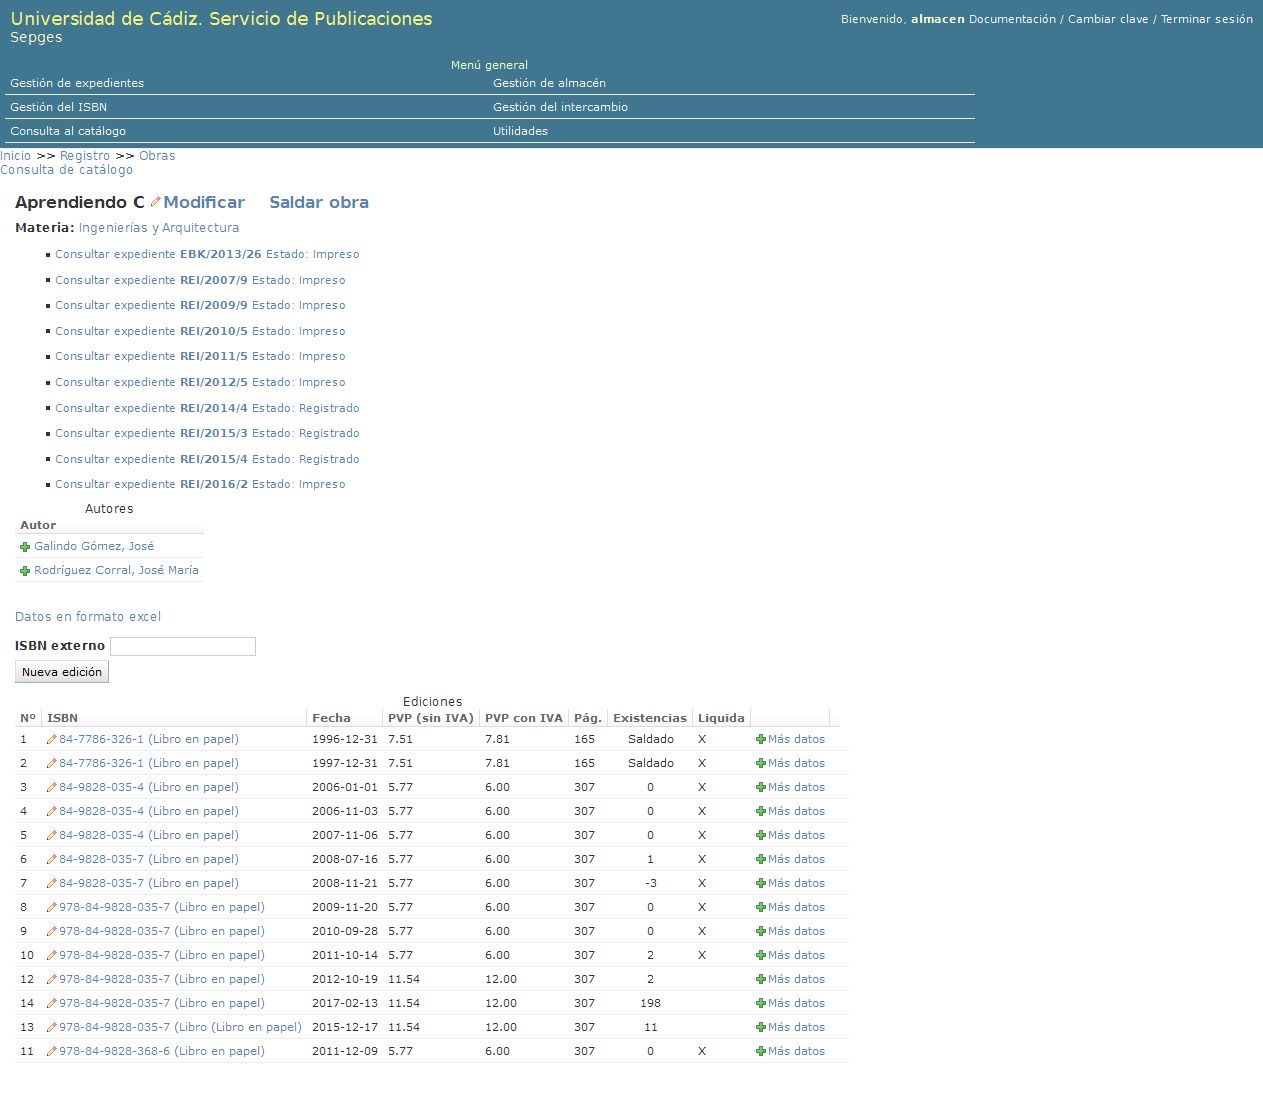 Universidad de Cádiz. Servicio de Publicaciones
Sepges
Bienvenido, almacen Documentación / Cambiar clave / Terminar sesión
Menú general
Gestión de expedientes Gestión de almacén
Gestión del ISBN Gestión del intercambio
Consulta al catálogo Utilidades
Inicio >> Registro >> Obras
Consulta de catálogo
Aprendiendo C Modificar Saldar obra
Materia: Ingenierías y Arquitectura
Consultar expediente EBK/2013/26 Estado: Impreso
Consultar expediente REI/2007/9 Estado: Impreso
Consultar expediente REI/2009/9 Estado: Impreso
Consultar expediente REI/2010/5 Estado: Impreso
Consultar expediente REI/2011/5 Estado: Impreso
Consultar expediente REI/2012/5 Estado: Impreso
Consultar expediente REI/2014/4 Estado: Registrado
Consultar expediente REI/2015/3 Estado: Registrado
Consultar expediente REI/2015/4 Estado: Registrado
Consultar expediente REI/2016/2 Estado: Impreso
Autores
Autor
Galindo Gómez, José
Rodríguez Corral, José María
Datos en formato excel
ISBN externo
Nueva edición
Ediciones
Nº ISBN Fecha PVP (sin IVA) PVP con IVA Pág. Existencias Liquida
1 84-7786-326-1 (Libro en papel) 1996-12-31 7.51 7.81 165 Saldado X Más datos
2 84-7786-326-1 (Libro en papel) 1997-12-31 7.51 7.81 165 Saldado X Más datos
3 84-9828-035-4 (Libro en papel) 2006-01-01 5.77 6.00 307 0 X Más datos
4 84-9828-035-4 (Libro en papel) 2006-11-03 5.77 6.00 307 0 X Más datos
5 84-9828-035-4 (Libro en papel) 2007-11-06 5.77 6.00 307 0 X Más datos
6 84-9828-035-7 (Libro en papel) 2008-07-16 5.77 6.00 307 1 X Más datos
7 84-9828-035-7 (Libro en papel) 2008-11-21 5.77 6.00 307 -3 X Más datos
8 978-84-9828-035-7 (Libro en papel) 2009-11-20 5.77 6.00 307 0 X Más datos
9 978-84-9828-035-7 (Libro en papel) 2010-09-28 5.77 6.00 307 0 X Más datos
10 978-84-9828-035-7 (Libro en papel) 2011-10-14 5.77 6.00 307 2 X Más datos
12 978-84-9828-035-7 (Libro en papel) 2012-10-19 11.54 12.00 307 2 Más datos
14 978-84-9828-035-7 (Libro en papel) 2017-02-13 11.54 12.00 307 198 Más datos
13 978-84-9828-035-7 (Libro (Libro en papel) 2015-12-17 11.54 12.00 307 11 Más datos
11 978-84-9828-368-6 (Libro en papel) 2011-12-09 5.77 6.00 307 0 X Más datos